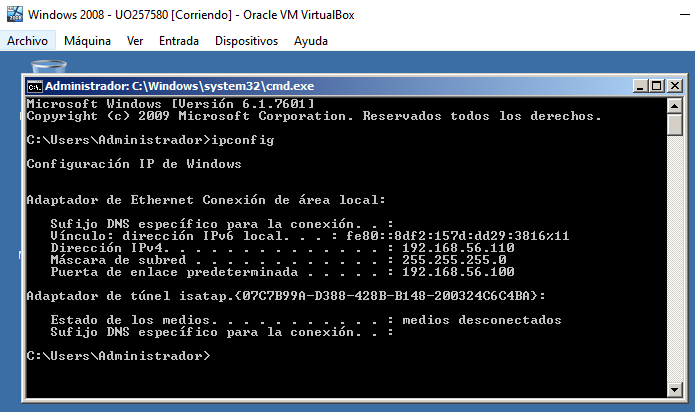 Windows 2008 - UO257580 [Corriendo] - Oracle VM VirtualBox
Archivo Máquina Ver Entrada Dispositivos Ayuda
Administrador: C:\Windows\system32\cmd.exe
Microsoft Windows [Versión 6.1.7601]
Copyright (c) 2009 Microsoft Corporation. Reservados todos los derechos.
C:\Users\Administrador>ipconfig
Configuración IP de Windows
Adaptador de Ethernet Conexión de área local:
Sufijo DNS específico para la conexión. . :
Vínculo: dirección IPv6 local. . . : fe80::8df2:157d:dd29:3816%11
Dirección IPv4. . . . . . . . . . . . . . : 192.168.56.110
Máscara de subred . . . . . . . . . . . . : 255.255.255.0
Puerta de enlace predeterminada . . . . . : 192.168.56.100
Adaptador de túnel isatap.{07C7B99A-D388-428B-B148-200324C6C4BA}:
Estado de los medios. . . . . . . . . . . : medios desconectados
Sufijo DNS específico para la conexión. . :
C:\Users\Administrador>